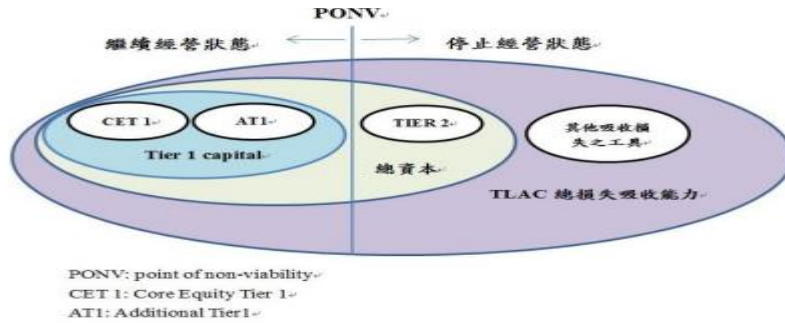 PONV
繼續經營狀態
停止經營狀態
CET 1
AT1
TIER 2
其他吸收損
失之工具
Tier 1 capital
總資本
TLAC 總損失吸收能力
PONV: point of non-viability
CET 1: Core Equity Tier 1
AT1: Additional Tier1